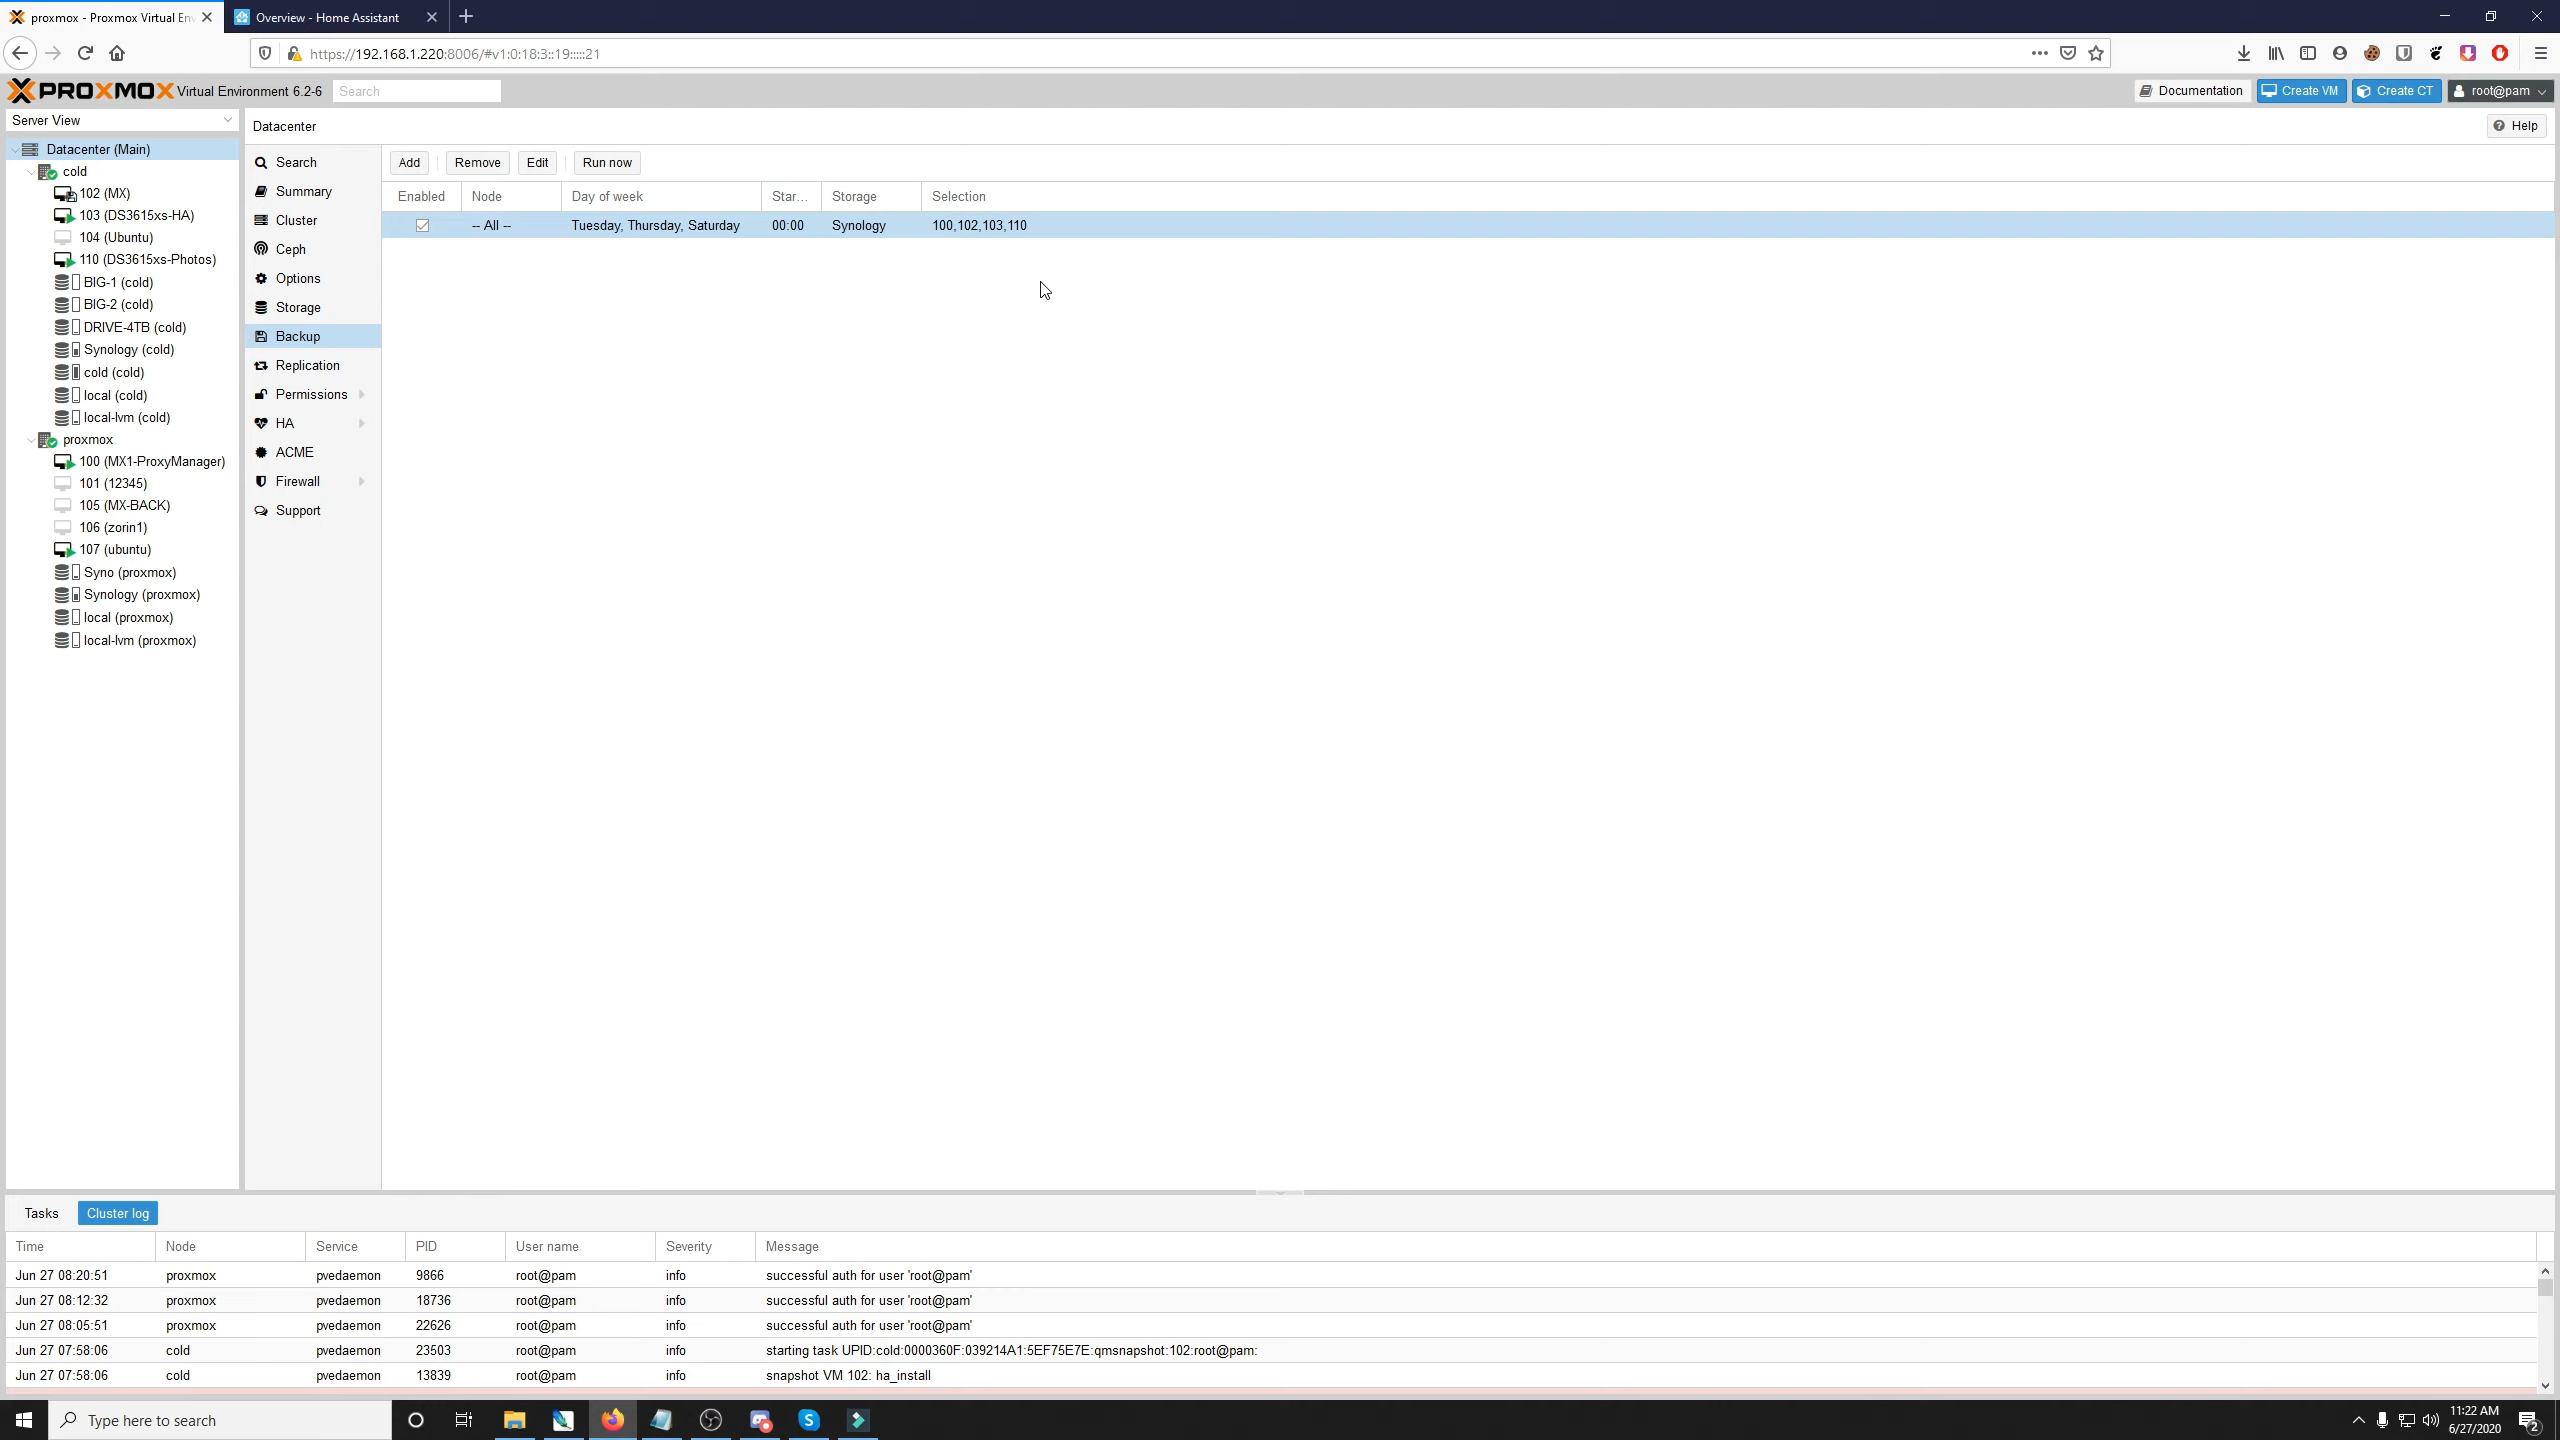 proxmox - Proxmox Virtual Env
Overview - Home Assistant
https://192.168.1.220:8006/#v1:0:18:3::19:::::21
PROXMOX Virtual Environment 6.2-6
Search
Documentation
Create VM
Create CT
root@pam
Server View
Datacenter (Main)
cold
102 (MX)
103 (DS3615xs-HA)
104 (Ubuntu)
110 (DS3615xs-Photos)
BIG-1 (cold)
BIG-2 (cold)
DRIVE-4TB (cold)
Synology (cold)
cold (cold)
local (cold)
local-lvm (cold)
proxmox
100 (MX1-ProxyManager)
101 (12345)
105 (MX-BACK)
106 (zorin1)
107 (ubuntu)
Syno (proxmox)
Synology (proxmox)
local (proxmox)
local-lvm (proxmox)
Datacenter
Help
Search
Summary
Cluster
Ceph
Options
Storage
Backup
Replication
Permissions
HA
ACME
Firewall
Support
Add Remove Edit Run now
Enabled Node Day of week Star... Storage Selection
-- All -- Tuesday, Thursday, Saturday 00:00 Synology 100,102,103,110
Tasks Cluster log
Time Node Service PID User name Severity Message
Jun 27 08:20:51 proxmox pvedaemon 9866 root@pam info successful auth for user 'root@pam'
Jun 27 08:12:32 proxmox pvedaemon 18736 root@pam info successful auth for user 'root@pam'
Jun 27 08:05:51 proxmox pvedaemon 22626 root@pam info successful auth for user 'root@pam'
Jun 27 07:58:06 cold pvedaemon 23503 root@pam info starting task UPID:cold:0000360F:039214A1:5EF75E7E:qmsnapshot:102:root@pam:
Jun 27 07:58:06 cold pvedaemon 13839 root@pam info snapshot VM 102: ha_install
Type here to search
11:22 AM
6/27/2020
2